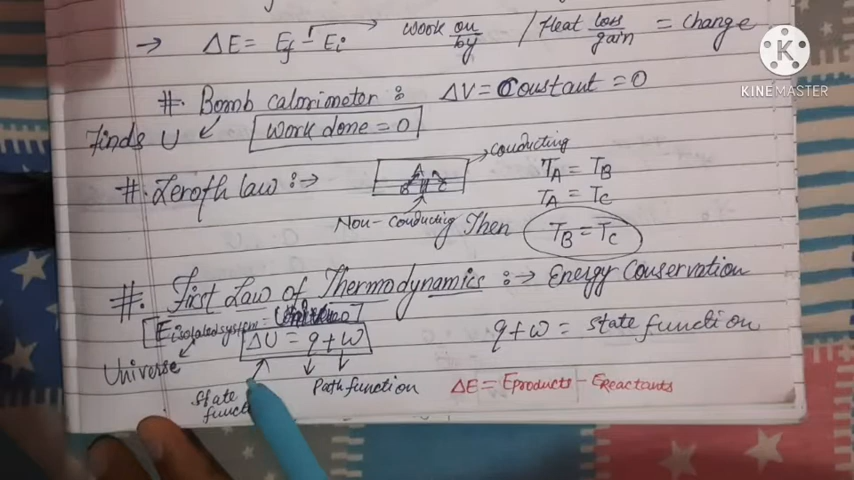 → ΔE = Ef - Ei work on/by / Heat loss/gain = change
KINEMASTER
#. Bomb calorimeter : ΔV = Constant = 0
Finds U Work done = 0
#. Zeroth law :→ A B C conducting TA = TB
TA = TC
Non-Conducting Then TB = TC
#. First Law of Thermodynamics :→ Energy Conservation
[E isolated system =
ΔU = q + w q + w = state function
Universe
State function Path function ΔE = Eproducts - EReactants